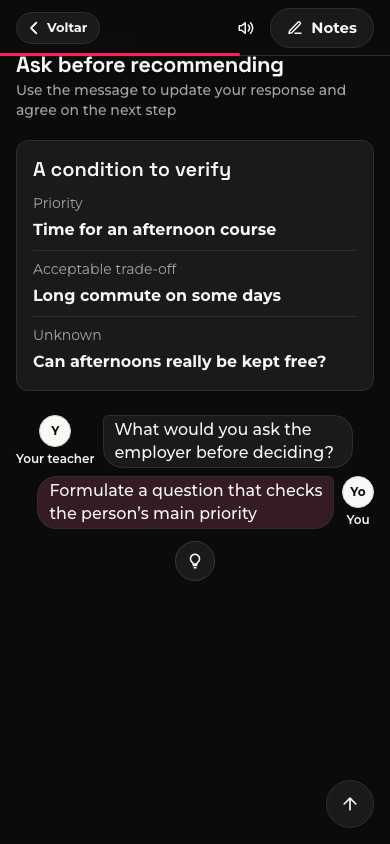 Voltar
Notes
Ask before recommending
Use the message to update your response and
agree on the next step
A condition to verify
Priority
Time for an afternoon course
Acceptable trade-off
Long commute on some days
Unknown
Can afternoons really be kept free?
Y
Your teacher
What would you ask the
employer before deciding?
Formulate a question that checks
the person's main priority
Yo
You